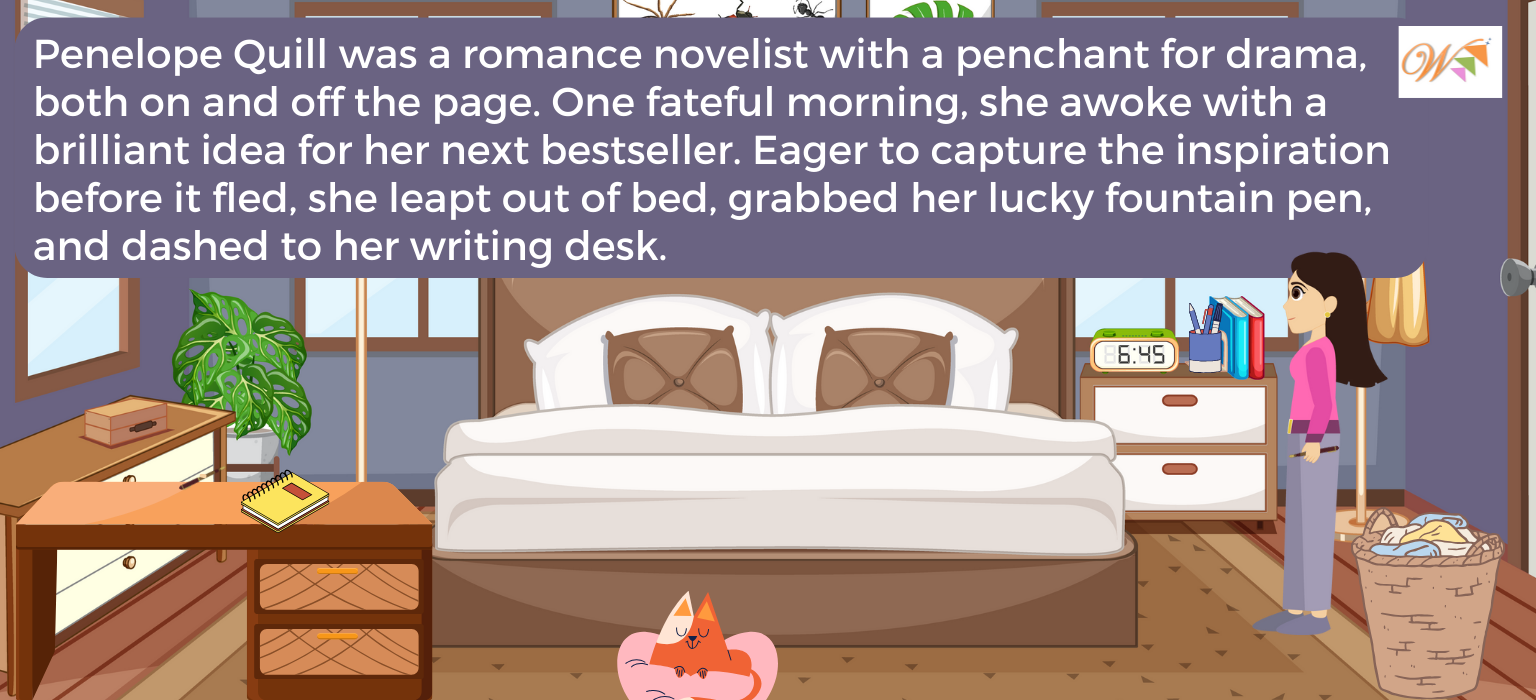 Penelope Quill was a romance novelist with a penchant for drama,
both on and off the page. One fateful morning, she awoke with a
brilliant idea for her next bestseller. Eager to capture the inspiration
before it fled, she leapt out of bed, grabbed her lucky fountain pen,
and dashed to her writing desk.
W
6:45